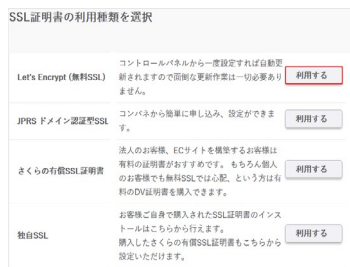 SSL証明書の利用種類を選択
Let's Encrypt (無料SSL)
コントロールパネルから一度設定すれば自動更
新されますので面倒な更新作業は一切必要あり
ません。
利用する
JPRS ドメイン認証型SSL
コンパネから簡単に申し込み、設定ができま
す。
利用する
さくらの有償SSL証明書
法人のお客様、ECサイトを構築するお客様は
有料の証明書がおすすめです。 もちろん個人
のお客様でも無料SSLでは心配、という方は有
料のDV証明書を購入できます。
利用する
独自SSL
お客様ご自身で購入されたSSL証明書のインス
トールはこちらから行えます。
購入したさくらの有償SSL証明書もこちらから
設定いただけます。
利用する